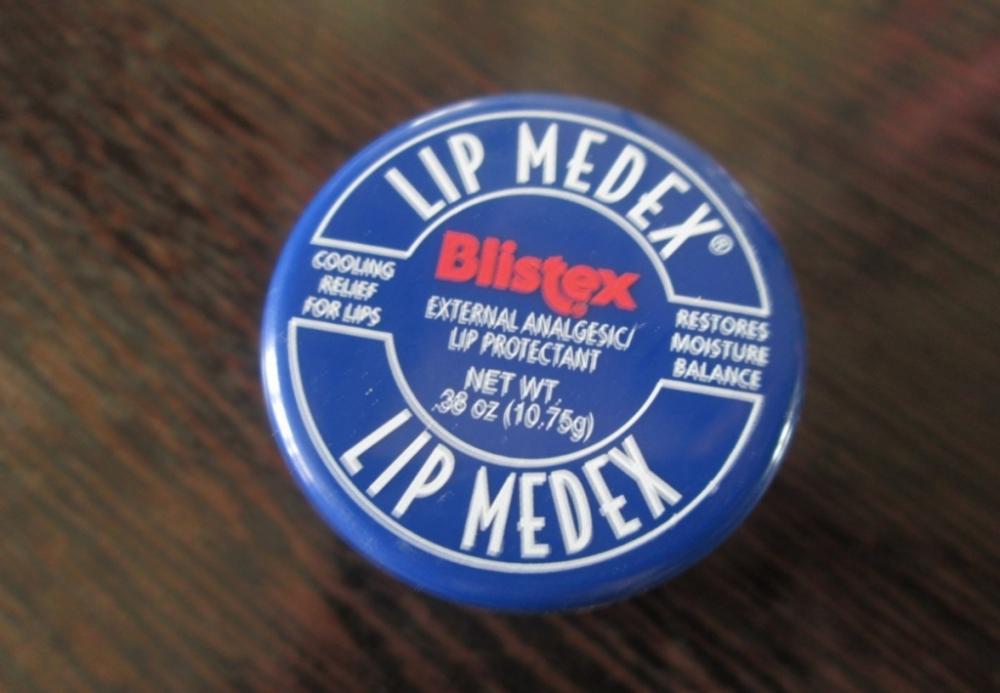 LIP MEDEX®
COOLING
RELIEF
FOR LIPS
Blistex
EXTERNAL ANALGESIC/
LIP PROTECTANT
NET WT.
.38 OZ (10.75g)
RESTORES
MOISTURE
BALANCE
LIP MEDEX